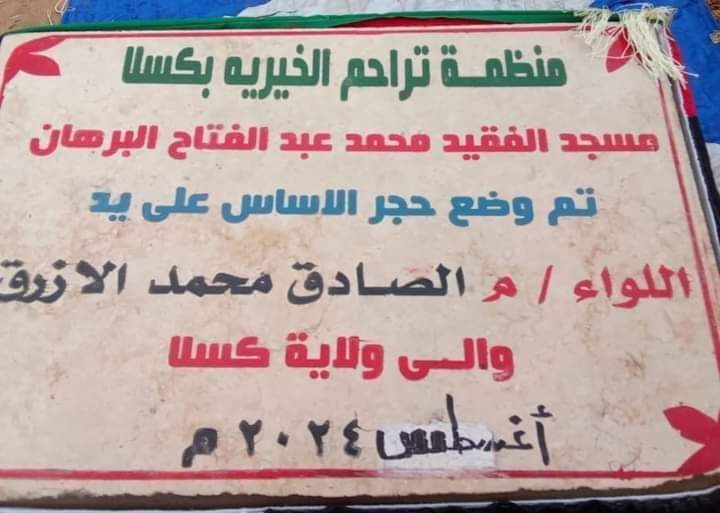 منظمة تراحم الخيريه بكسلا
مسجد الفقيد محمد عبد الفتاح البرهان
تم وضع حجر الاساس على يد
اللواء / م الصادق محمد الازرق
والى ولاية كسلا
أغسطس ٢٠٢٤ م